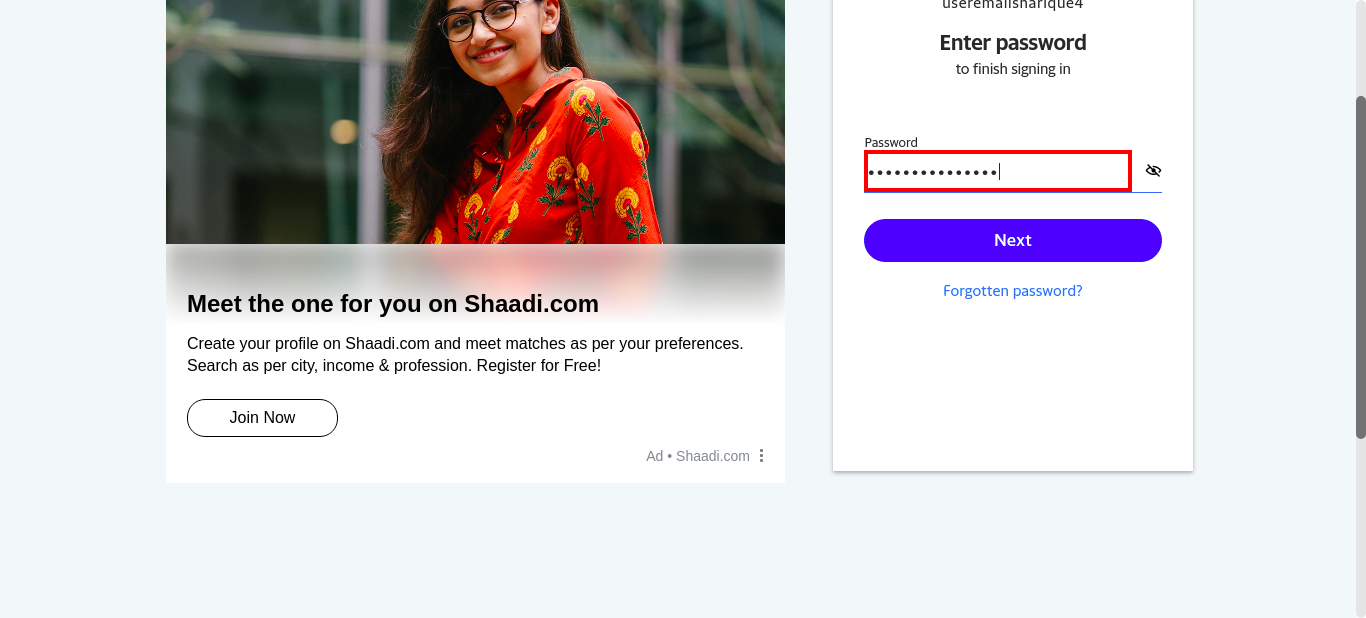 Meet the one for you on Shaadi.com
Create your profile on Shaadi.com and meet matches as per your preferences.
Search as per city, income & profession. Register for Free!
Join Now
Ad • Shaadi.com
useremailsharique4
Enter password
to finish signing in
Password
•••••••••••••••
Next
Forgotten password?